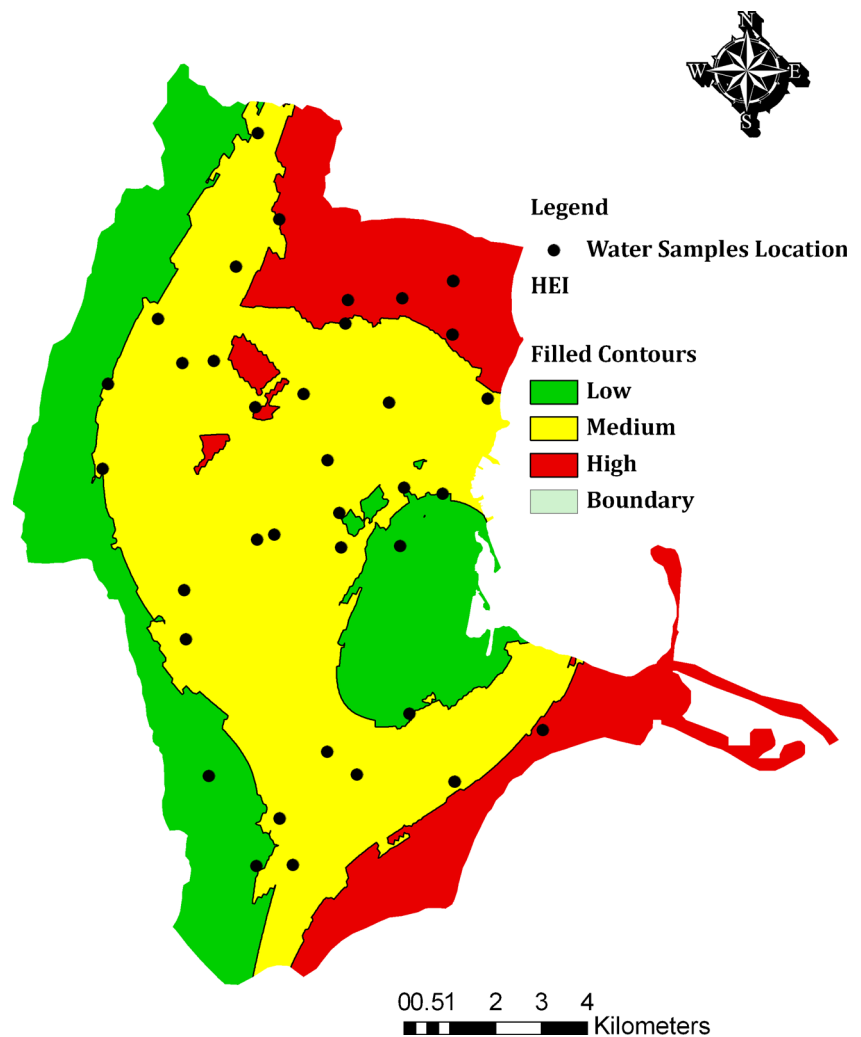 N
W E
S
Legend
Water Samples Location
HEI
Filled Contours
Low
Medium
High
Boundary
00.51 2 3 4
Kilometers